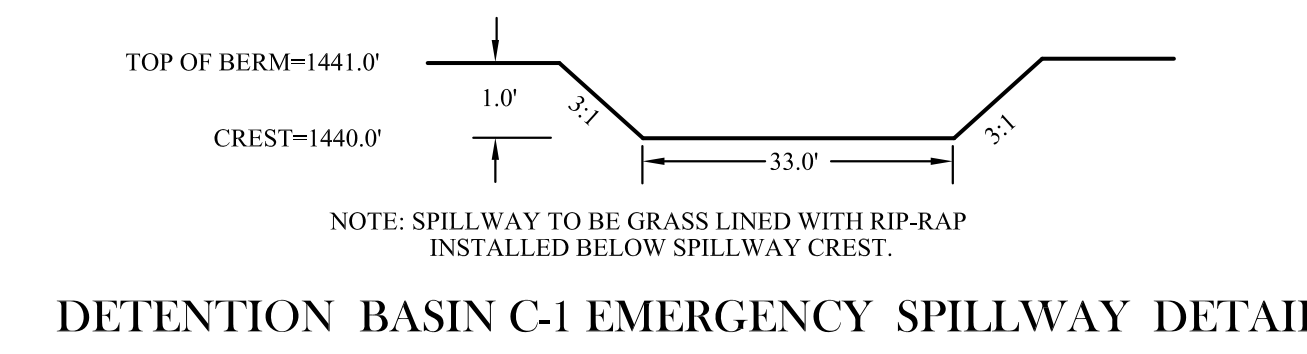 TOP OF BERM=1441.0'
1.0'
3:1
3:1
CREST=1440.0'
33.0'
NOTE: SPILLWAY TO BE GRASS LINED WITH RIP-RAP
INSTALLED BELOW SPILLWAY CREST.
DETENTION BASIN C-1 EMERGENCY SPILLWAY